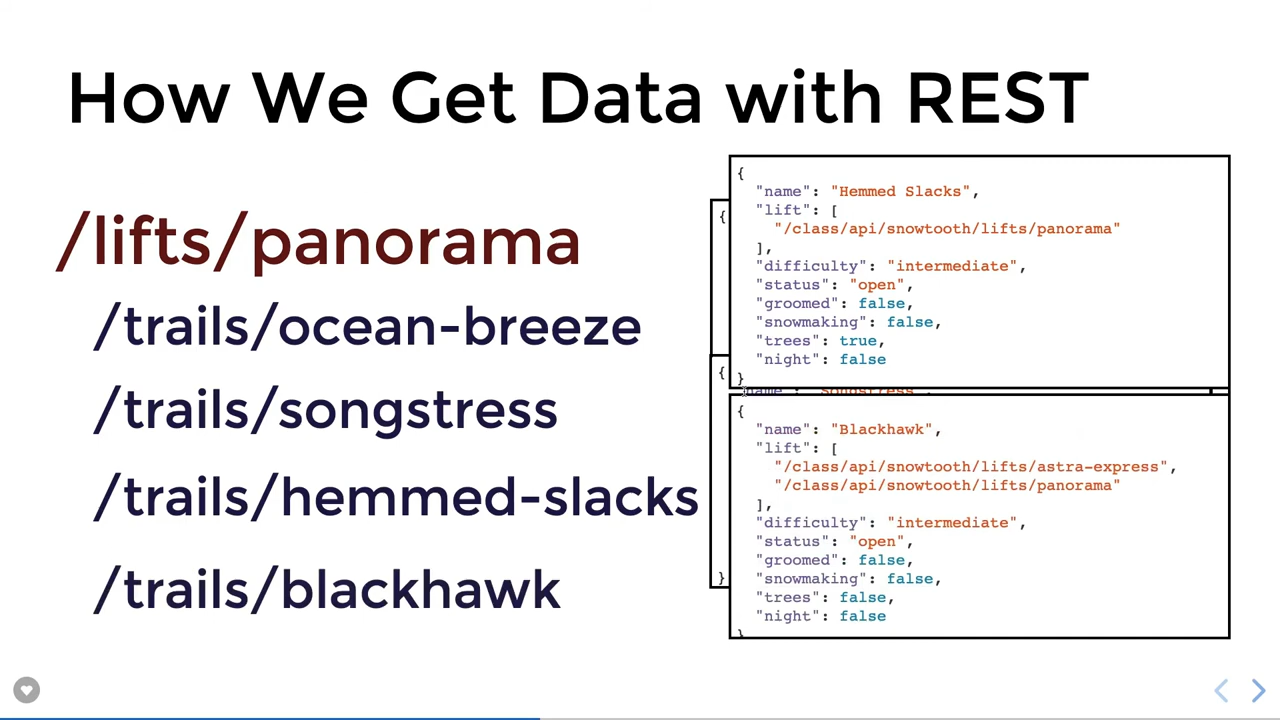 How We Get Data with REST
/lifts/panorama
/trails/ocean-breeze
/trails/songstress
/trails/hemmed-slacks
/trails/blackhawk
{
{
}
{
"name": "Hemmed Slacks",
"lift": [
"/class/api/snowtooth/lifts/panorama"
],
"difficulty": "intermediate",
"status": "open",
"groomed": false,
"snowmaking": false,
"trees": true,
"night": false
}
"name": "Songstress",
{
"name": "Blackhawk",
"lift": [
"/class/api/snowtooth/lifts/astra-express",
"/class/api/snowtooth/lifts/panorama"
],
"difficulty": "intermediate",
"status": "open",
"groomed": false,
"snowmaking": false,
"trees": false,
"night": false
}